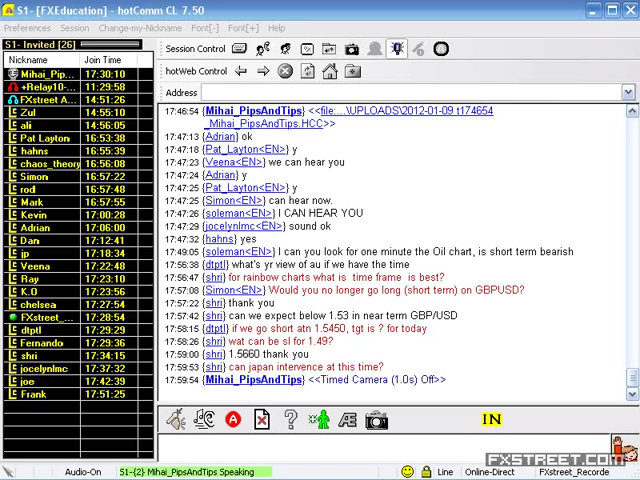 S1- [FXEducation] - hotComm CL 7.50
Preferences Session Change-my-Nickname Font[-] Font[+] Help
S1- Invited [26]
Session Control
Nickname Join Time
hotWeb Control
Address
Mihai_Pip... 17:30:10
+Relay10-... 11:29:58
FXstreet A... 14:51:26
Zul 14:55:10
ali 14:56:05
Pat Layton 16:53:38
hahns 16:55:39
chaos_theory 16:56:08
Simon 16:57:22
rod 16:57:48
Mark 16:57:55
Kevin 17:00:28
Adrian 17:06:00
Dan 17:12:41
jp 17:18:34
Veena 17:22:48
Ray 17:23:10
K.O 17:23:56
chelsea 17:27:54
FXstreet_... 17:28:54
dtptl 17:29:54
Fernando 17:29:36
shri 17:34:15
jocelynlmc 17:37:32
joe 17:42:39
Frank 17:51:25
17:46:54 {Mihai_PipsAndTips} <<file:...\UPLOADS\2012-01-09 t174654
_Mihai_PipsAndTips.HCC>>
17:47:13 {Adrian} ok
17:47:18 {Pat_Layton<EN>} y
17:47:23 {Veena<EN>} we can hear you
17:47:24 {Adrian} y
17:47:25 {Pat_Layton<EN>} y
17:47:25 {Simon<EN>} can hear now.
17:47:26 {soleman<EN>} I CAN HEAR YOU
17:47:29 {jocelynlmc<EN>} sound ok
17:47:32 {hahns} yes
17:49:05 {soleman<EN>} I can you look for one minute the Oil chart, is short term bearish
17:56:38 {dtptl} what's yr view of au if we have the time
17:56:47 {shri} for rainbow charts what is time frame is best?
17:57:08 {Simon<EN>} Would you no longer go long (short term) on GBPUSD?
17:57:22 {shri} thank you
17:57:44 {shri} can we expect below 1.53 in near term GBP/USD
17:58:15 {dtptl} if we go short atn 1.5450, tgt is ? for today
17:58:26 {shri} wat can be sl for 1.49?
17:59:00 {shri} 1.5660 thank you
17:59:53 {shri} can japan intervence at this time?
17:59:54 {Mihai_PipsAndTips} <<Timed Camera (1.0s) Off>>
IN
FXSTREET.COM
Audio-On S1-{2} Mihai_PipsAndTips Speaking Line Online-Direct FXstreet_Recorde